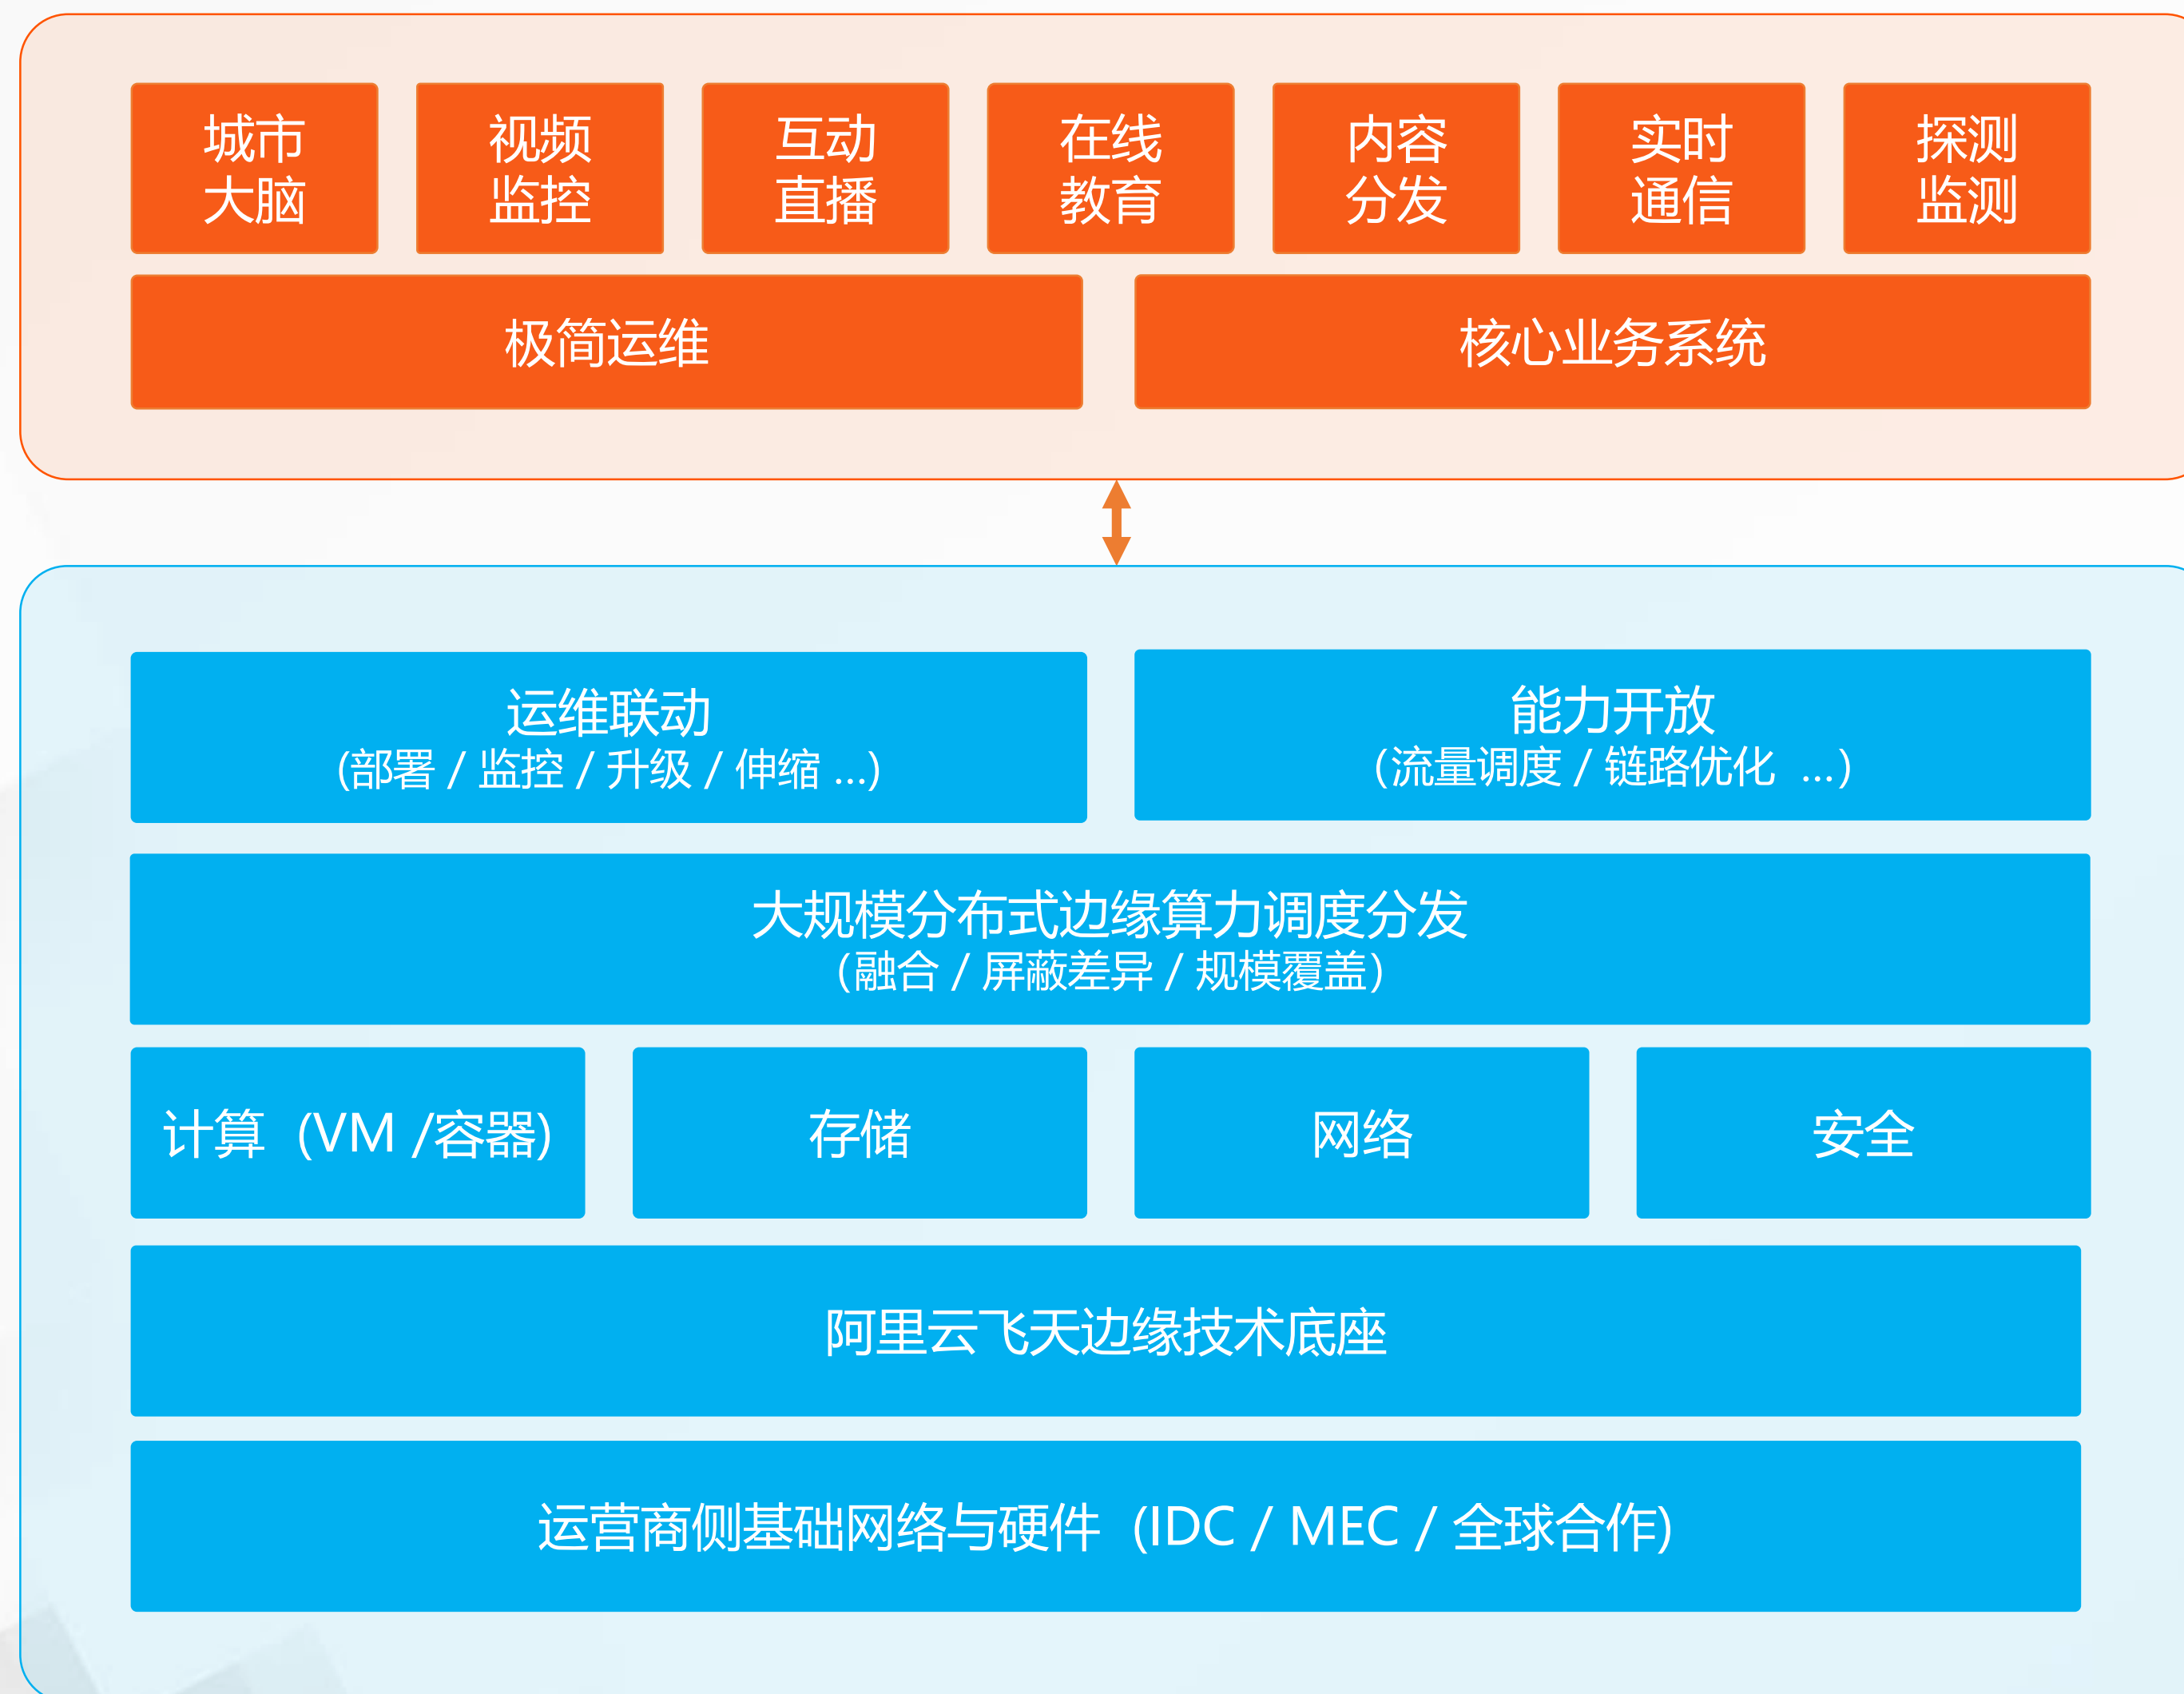 城市
大脑
视频
监控
互动
直播
在线
教育
内容
分发
实时
通信
探测
监测
极简运维
核心业务系统
运维联动
(部署 / 监控 / 升级 / 伸缩 ...)
能力开放
(流量调度 / 链路优化 ...)
大规模分布式边缘算力调度分发
(融合 / 屏蔽差异 / 规模覆盖)
计算 (VM /容器)
存储
网络
安全
阿里云飞天边缘技术底座
运营商侧基础网络与硬件 (IDC / MEC / 全球合作)